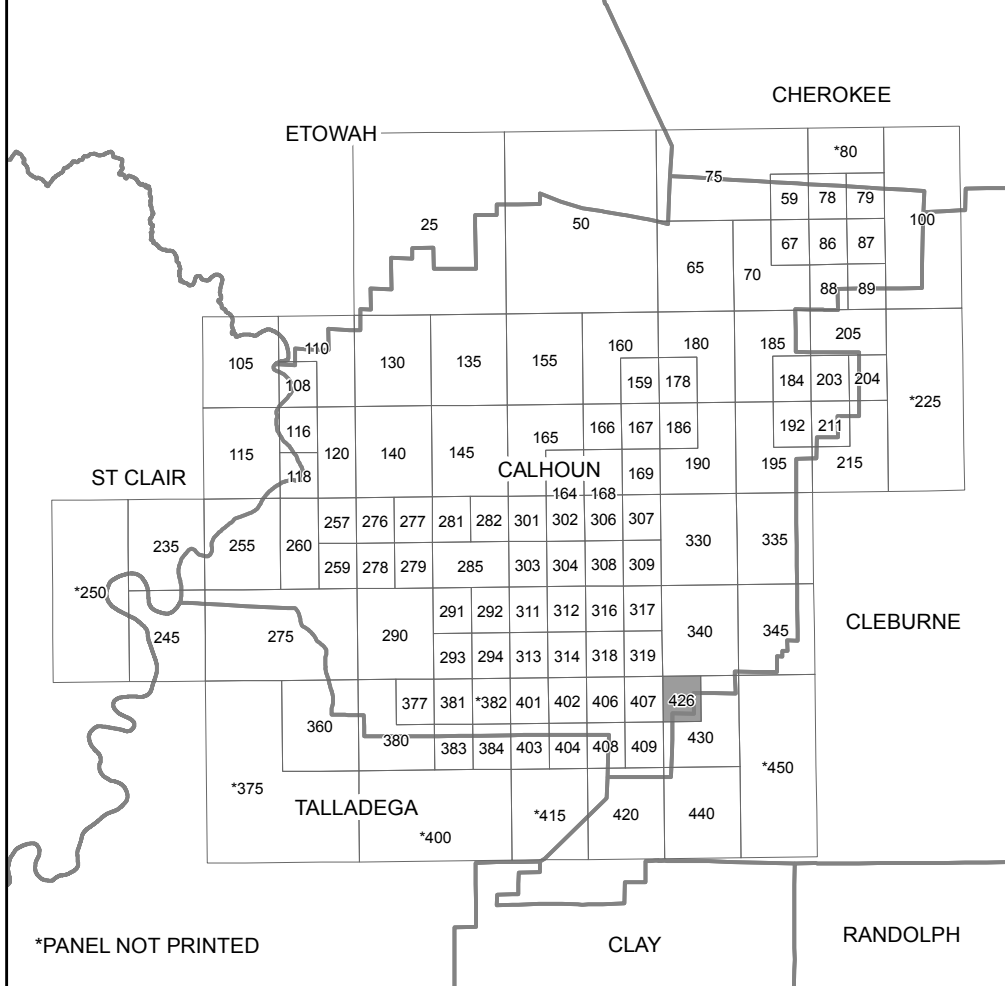 CHEROKEE
ETOWAH
*80
75
59 78 79
25 50 100
67 86 87
65 70
88 89
205
110 160 180 185
105 130 135 155
108 159 178 184 203 204
*225
116 166 167 186 192 211
115 120 140 145 165
190 195 215
ST CLAIR CALHOUN 169
118
164 168
257 276 277 281 282 301 302 306 307
235 255 260 330 335
259 278 279 285 303 304 308 309
*250
291 292 311 312 316 317
245 275 290 340 345 CLEBURNE
293 294 313 314 318 319
377 381 *382 401 402 406 407 426
360
380 383 384 403 404 408 409 430
*450
*375
TALLADEGA *415 420 440
*400
*PANEL NOT PRINTED CLAY RANDOLPH